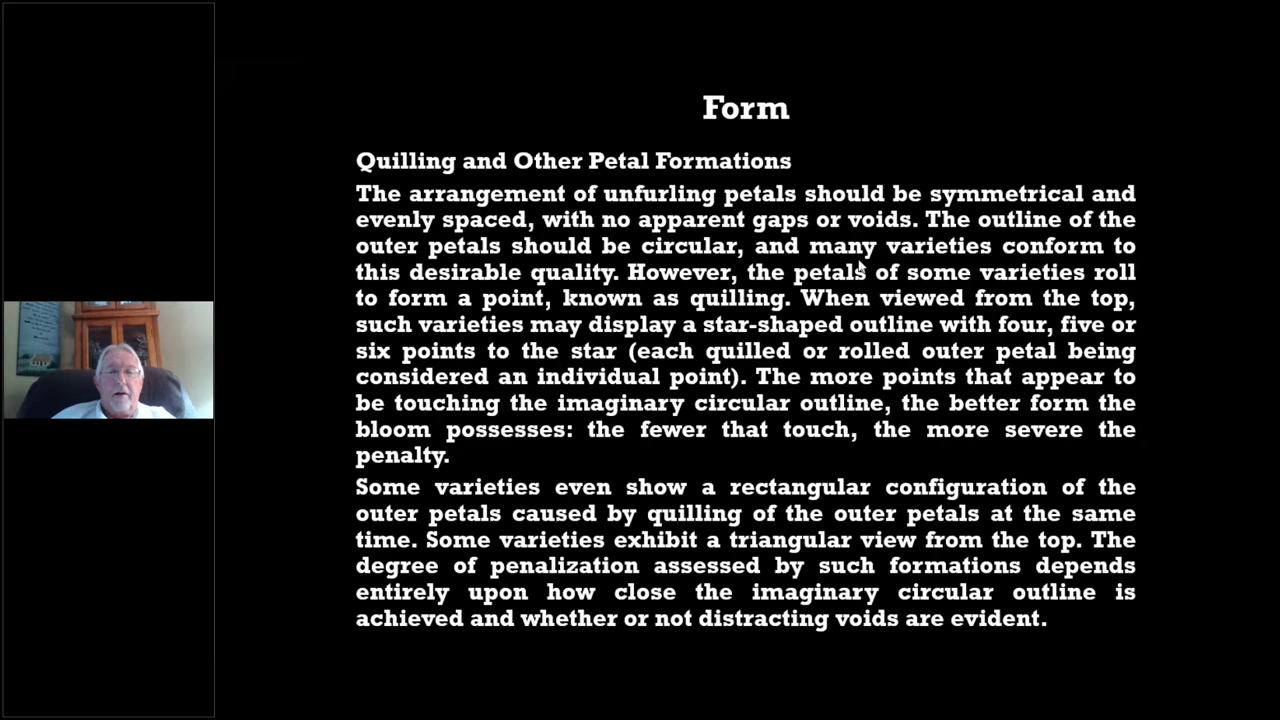 Form
Quilling and Other Petal Formations
The arrangement of unfurling petals should be symmetrical and
evenly spaced, with no apparent gaps or voids. The outline of the
outer petals should be circular, and many varieties conform to
this desirable quality. However, the petals of some varieties roll
to form a point, known as quilling. When viewed from the top,
such varieties may display a star-shaped outline with four, five or
six points to the star (each quilled or rolled outer petal being
considered an individual point). The more points that appear to
be touching the imaginary circular outline, the better form the
bloom possesses: the fewer that touch, the more severe the
penalty.
Some varieties even show a rectangular configuration of the
outer petals caused by quilling of the outer petals at the same
time. Some varieties exhibit a triangular view from the top. The
degree of penalization assessed by such formations depends
entirely upon how close the imaginary circular outline is
achieved and whether or not distracting voids are evident.